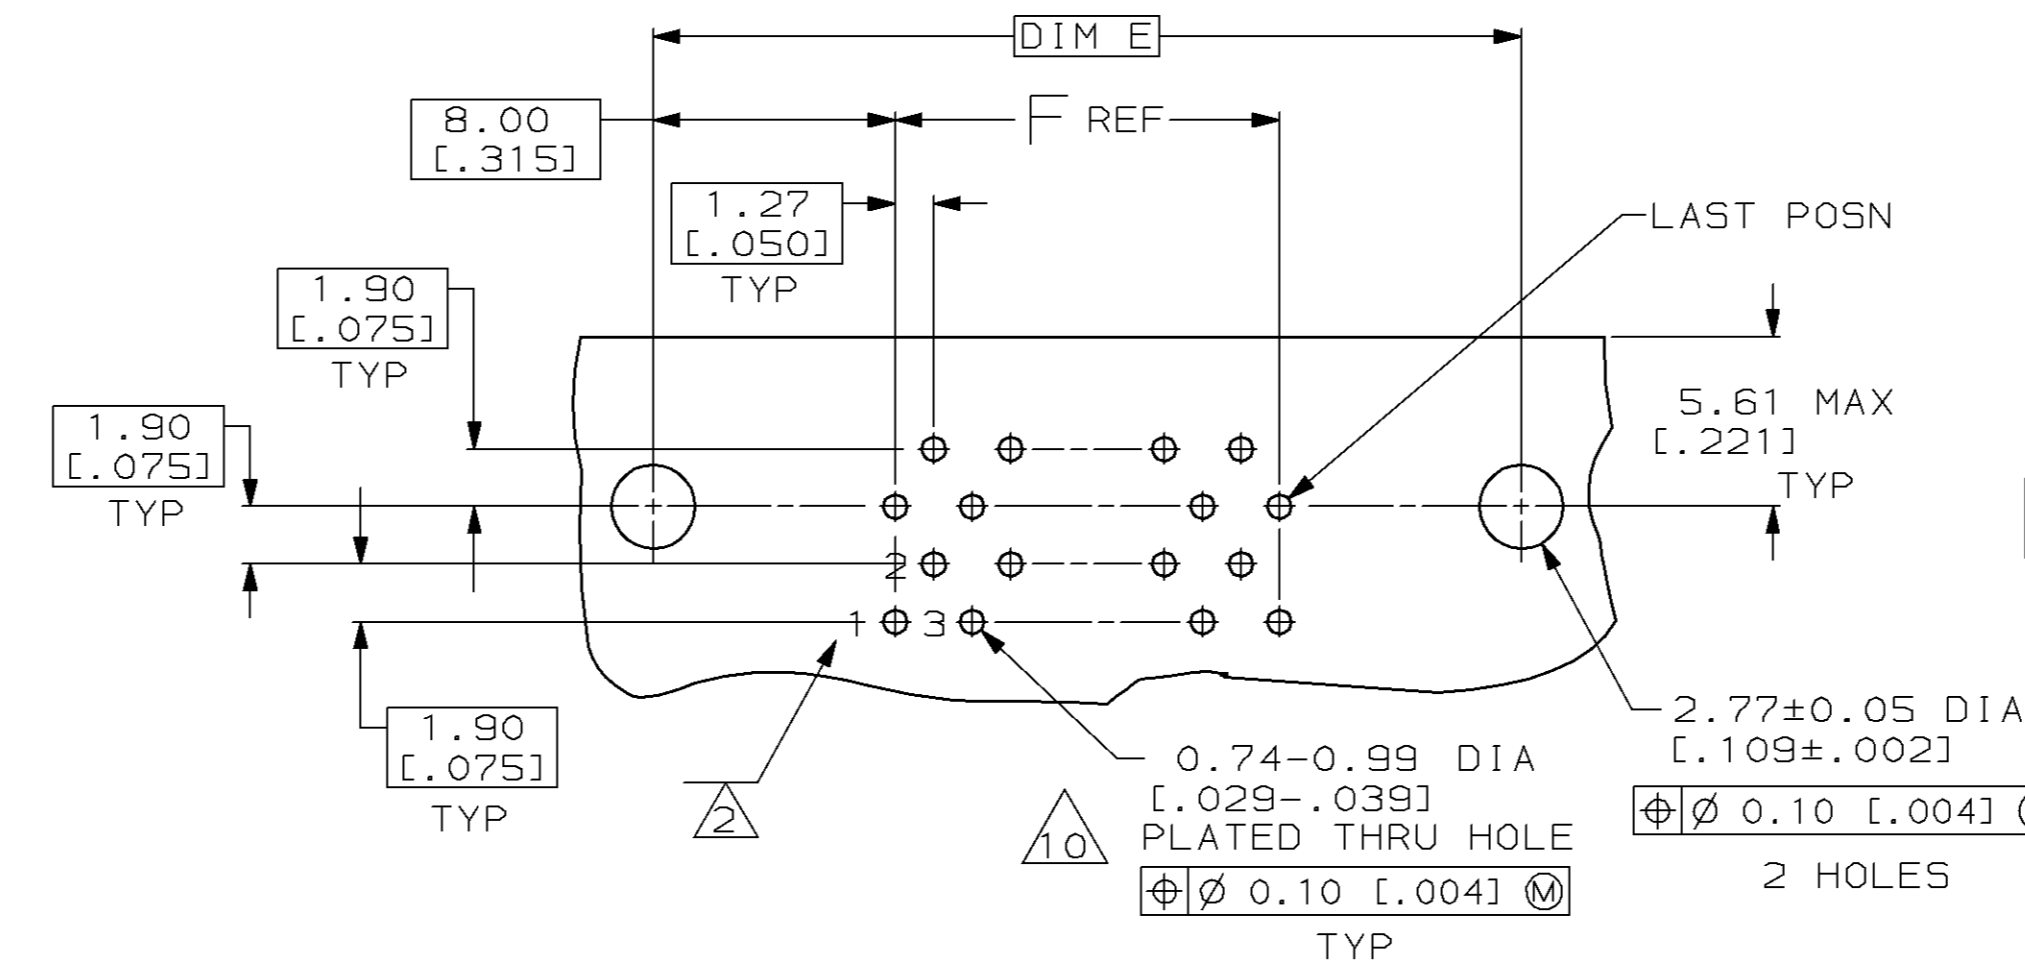 DIM E
8.00
[.315]
F REF
1.27
[.050]
TYP
LAST POSN
1.90
[.075]
TYP
1.90
[.075]
TYP
5.61 MAX
[.221]
TYP
2
1 3
1.90
[.075]
TYP
2
10
0.74-0.99 DIA
[.029-.039]
PLATED THRU HOLE
⌖ Ø 0.10 [.004] Ⓜ
TYP
2.77±0.05 DIA
[.109±.002]
⌖ Ø 0.10 [.004]
2 HOLES